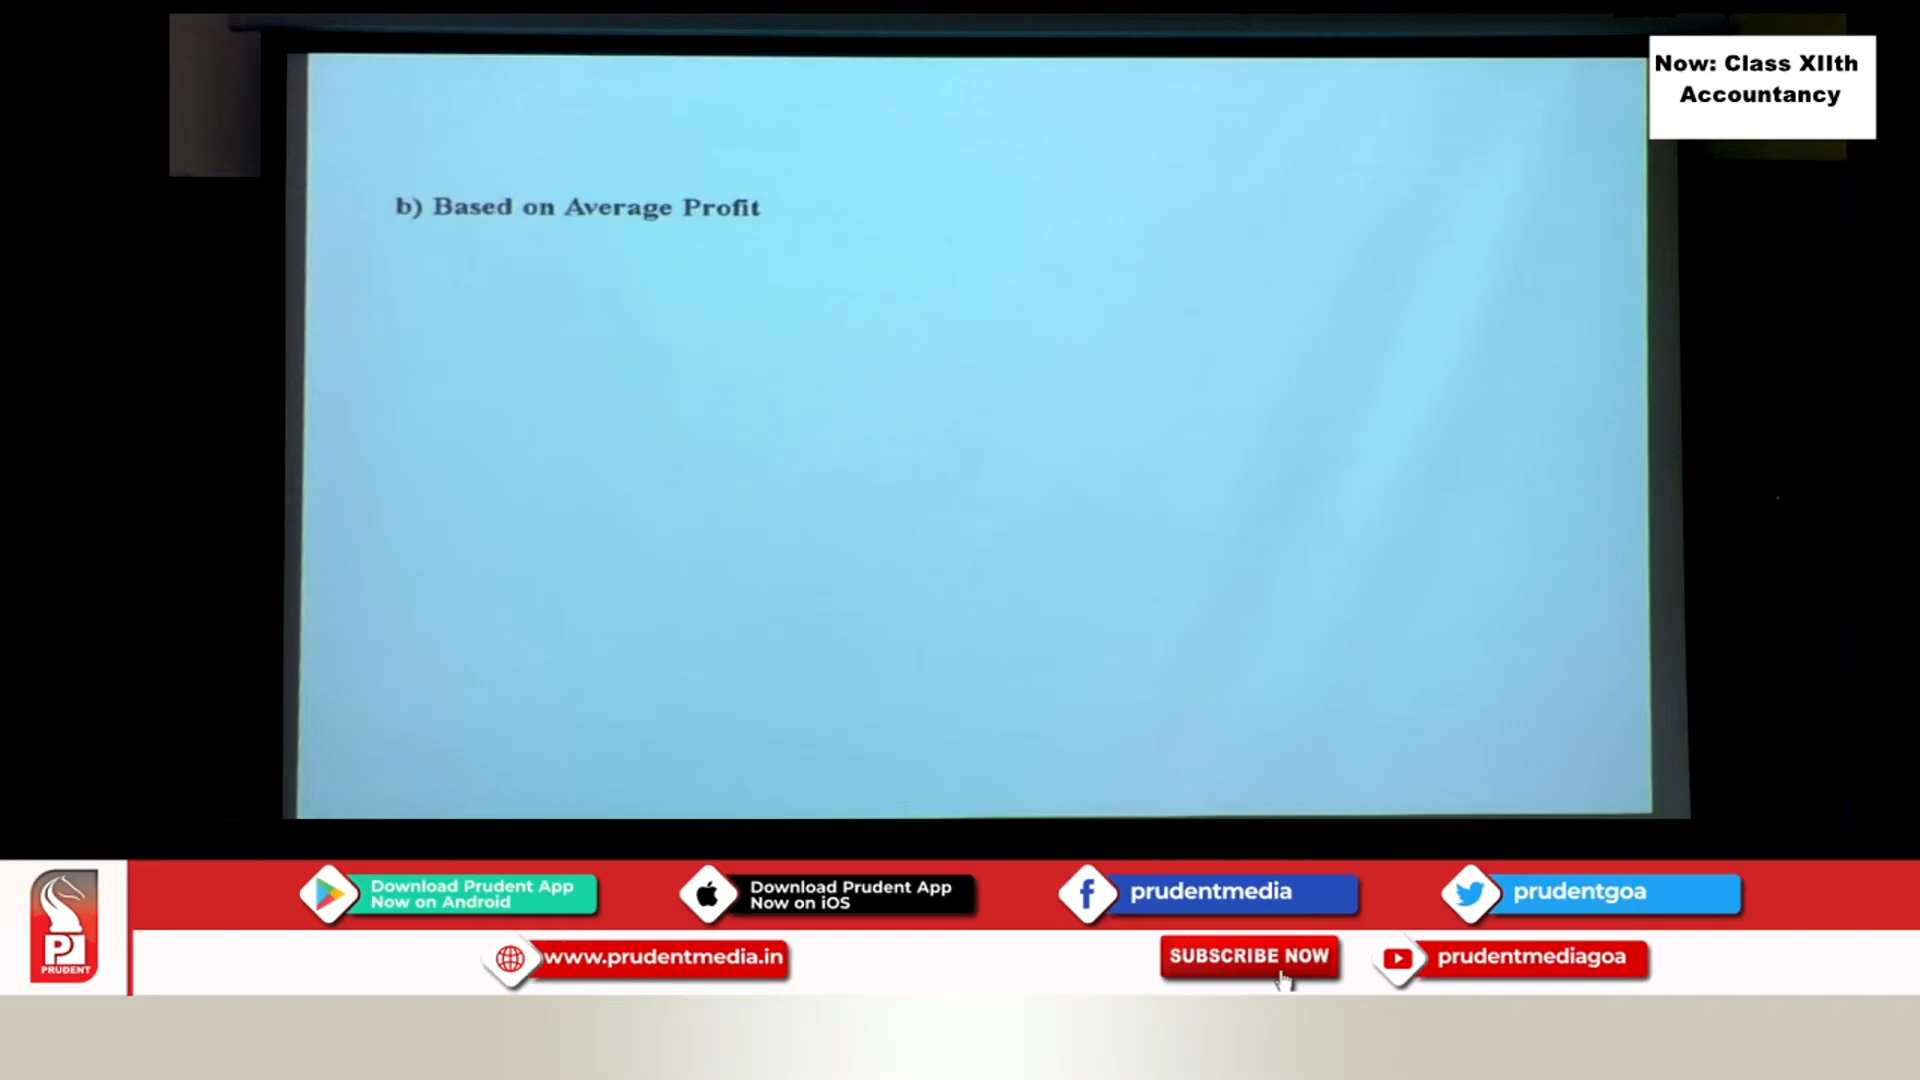 Now: Class XIIth
Accountancy
b) Based on Average Profit
Download Prudent App
Now on Android
Download Prudent App
Now on iOS
prudentmedia
prudentgoa
PRUDENT
www.prudentmedia.in
SUBSCRIBE NOW
prudentmediagoa